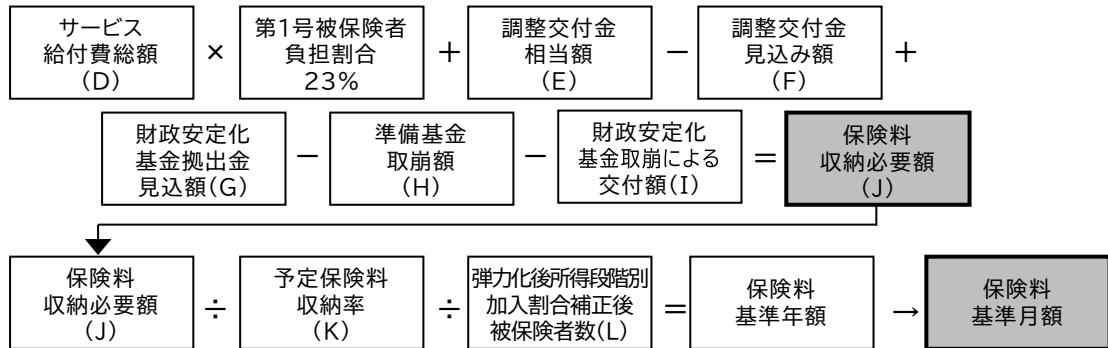 サービス
給付費総額
(D)
×
第1号被保険者
負担割合
23%
+
調整交付金
相当額
(E)
−
調整交付金
見込み額
(F)
+
財政安定化
基金拠出金
見込額(G)
−
準備基金
取崩額
(H)
−
財政安定化
基金取崩による
交付額(I)
=
保険料
収納必要額
(J)
保険料
収納必要額
(J)
÷
予定保険料
収納率
(K)
÷
弾力化後所得段階別
加入割合補正後
被保険者数(L)
=
保険料
基準年額
→
保険料
基準月額